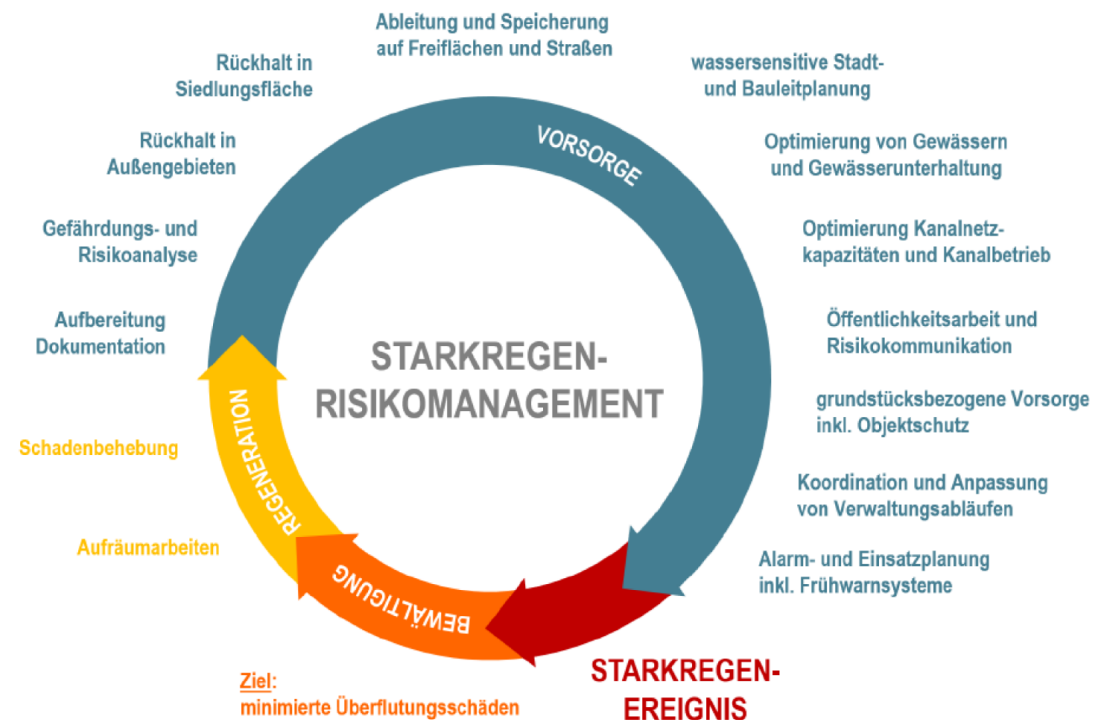 Ableitung und Speicherung
auf Freiflächen und Straßen
Rückhalt in
Siedlungsfläche
wassersensitive Stadt-
und Bauleitplanung
VORSORGE
Rückhalt in
Außengebieten
Optimierung von Gewässern
und Gewässerunterhaltung
Gefährdungs- und
Risikoanalyse
Optimierung Kanalnetz-
kapazitäten und Kanalbetrieb
Aufbereitung
Dokumentation
Öffentlichkeitsarbeit und
Risikokommunikation
STARKREGEN-
RISIKOMANAGEMENT
grundstücksbezogene Vorsorge
inkl. Objektschutz
REGENERATION
Schadenbehebung
Koordination und Anpassung
von Verwaltungsabläufen
Aufräumarbeiten
Alarm- und Einsatzplanung
inkl. Frühwarnsysteme
BEWÄLTIGUNG
STARKREGEN-
EREIGNIS
Ziel:
minimierte Überflutungsschäden